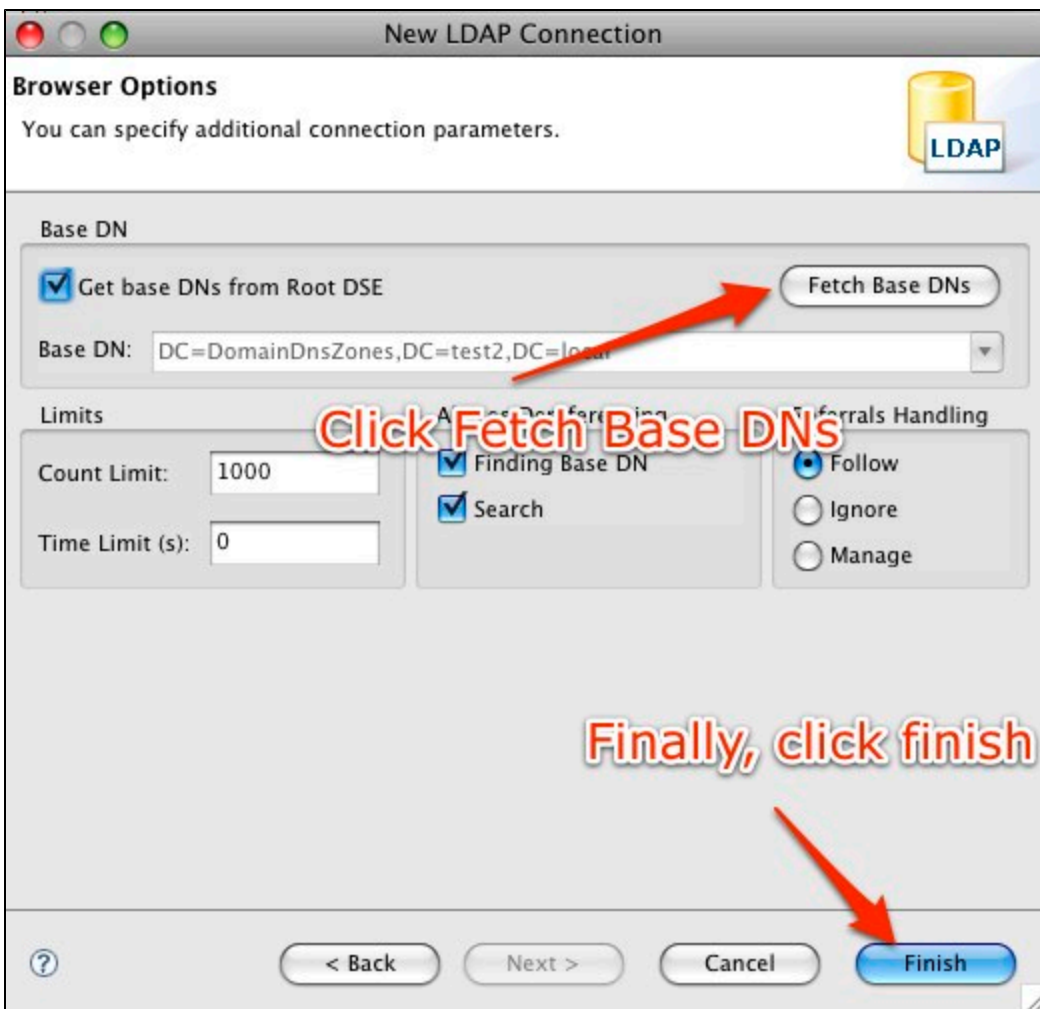 New LDAP Connection
Browser Options
You can specify additional connection parameters.
LDAP
Base DN
Get base DNs from Root DSE
Fetch Base DNs
Base DN: DC=DomainDnsZones,DC=test2,DC=local
Click Fetch Base DNs
Limits
Count Limit: 1000
Time Limit (s): 0
Finding Base DN
Search
Handling
Follow
Ignore
Manage
Finally, click finish
?
< Back
Next >
Cancel
Finish